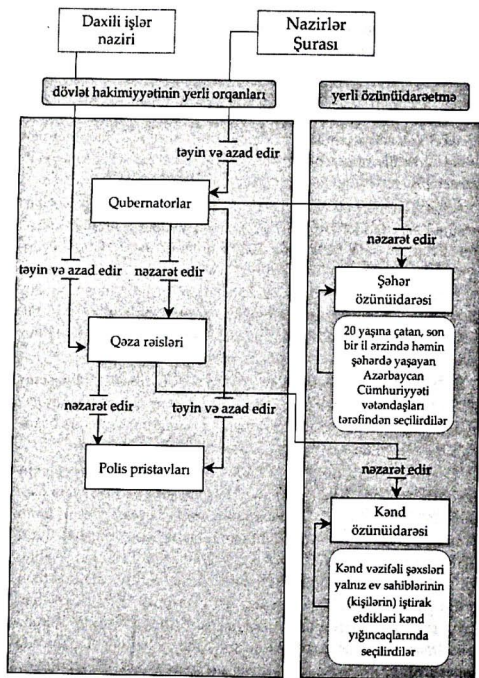 Daxili işlər
naziri
Nazirlər
Şurası
dövlət hakimiyyətinin yerli orqanları
yerli özünüidarəetmə
təyin və azad edir
Qubernatorlar
nəzarət edir
təyin və azad edir
nəzarət edir
Şəhər
özünüidarəsi
Qəza rəisləri
20 yaşına çatan, son
bir il ərzində həmin
şəhərdə yaşayan
Azərbaycan
Cümhuriyyəti
vətəndaşları
tərəfindən seçilirdilər
nəzarət edir
təyin və azad edir
Polis pristavları
nəzarət edir
Kənd
özünüidarəsi
Kənd vəzifəli şəxsləri
yalnız ev sahiblərinin
(kişilərin) iştirak
etdikləri kənd
yığıncaqlarında
seçilirdilər